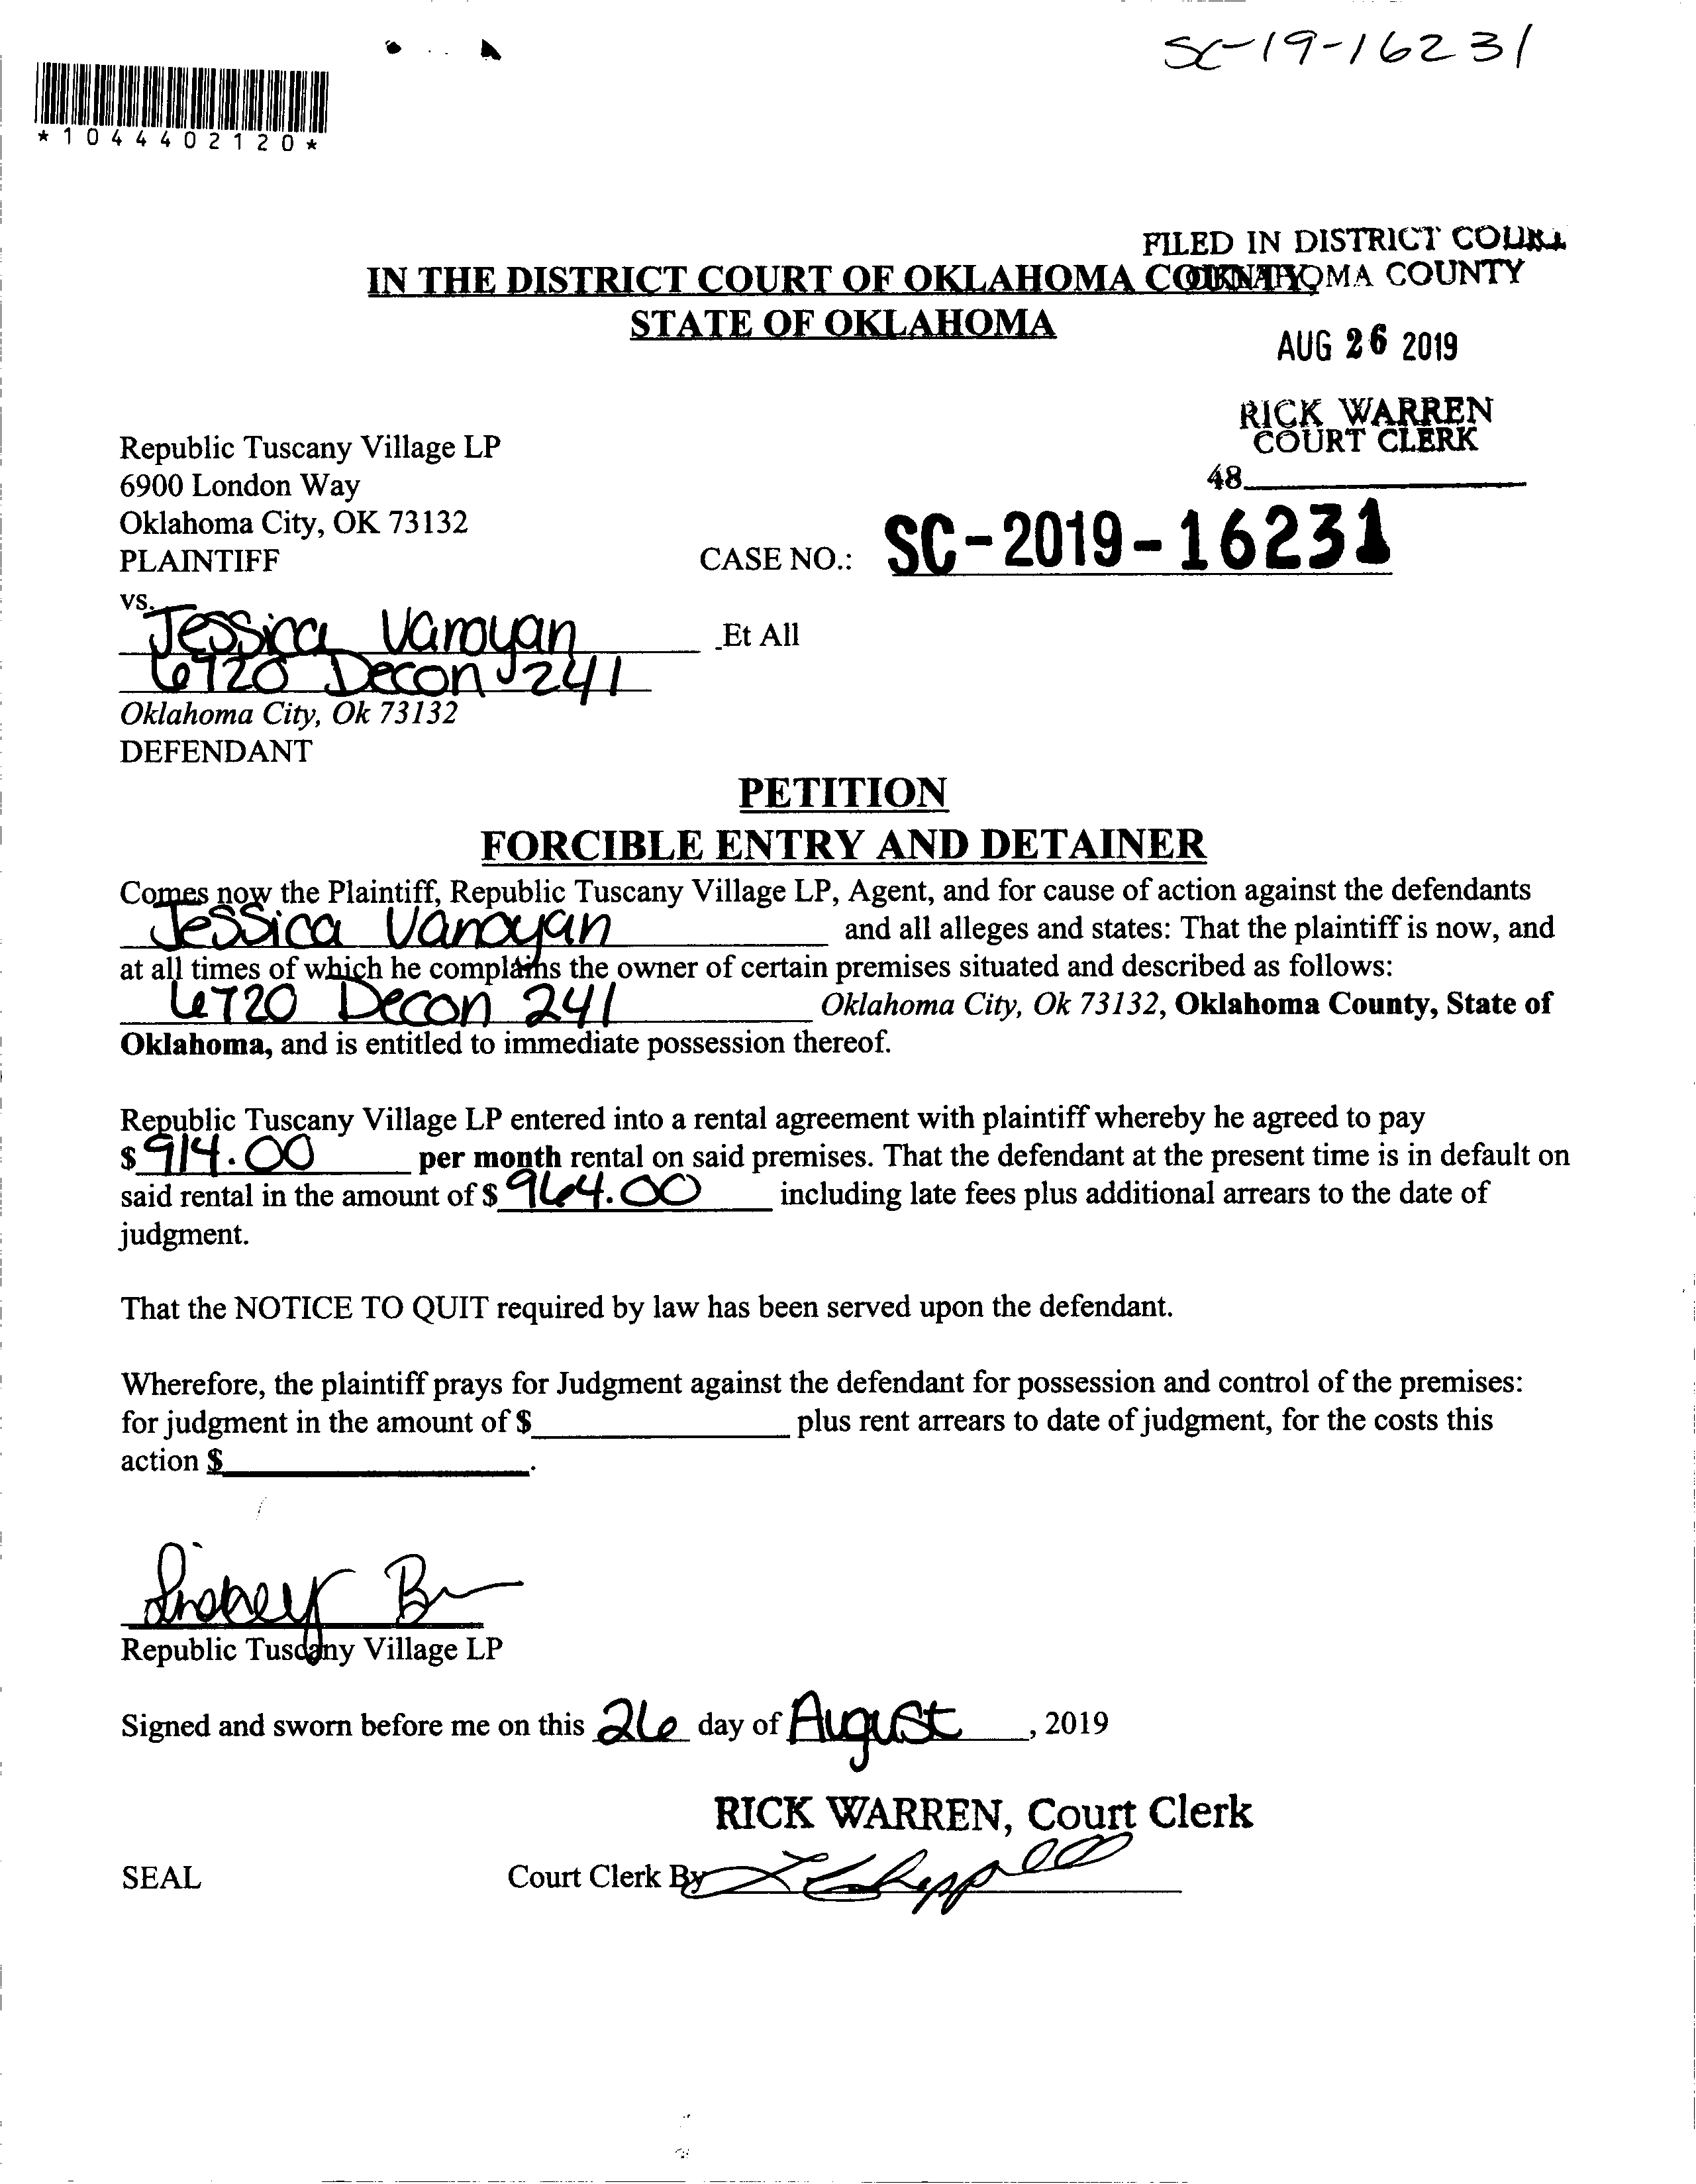 SC-19-16231
*1044402120*
FILED IN DISTRICT COURT
OKLAHOMA COUNTY
IN THE DISTRICT COURT OF OKLAHOMA COUNTY
STATE OF OKLAHOMA
AUG 26 2019
RICK WARREN
COURT CLERK
48
Republic Tuscany Village LP
6900 London Way
Oklahoma City, OK 73132
PLAINTIFF
CASE NO.: SC-2019-16231
vs.
Jessica Vanoyan Et All
6720 Decon 241
Oklahoma City, Ok 73132
DEFENDANT
PETITION
FORCIBLE ENTRY AND DETAINER
Comes now the Plaintiff, Republic Tuscany Village LP, Agent, and for cause of action against the defendants
Jessica Vanoyan and all alleges and states: That the plaintiff is now, and
at all times of which he complains the owner of certain premises situated and described as follows:
6720 Decon 241 Oklahoma City, Ok 73132, Oklahoma County, State of
Oklahoma, and is entitled to immediate possession thereof.
Republic Tuscany Village LP entered into a rental agreement with plaintiff whereby he agreed to pay
$ 914.00 per month rental on said premises. That the defendant at the present time is in default on
said rental in the amount of $ 964.00 including late fees plus additional arrears to the date of
judgment.
That the NOTICE TO QUIT required by law has been served upon the defendant.
Wherefore, the plaintiff prays for Judgment against the defendant for possession and control of the premises:
for judgment in the amount of $ plus rent arrears to date of judgment, for the costs this
action $ .
Republic Tuscany Village LP
Signed and sworn before me on this 26 day of August, 2019
RICK WARREN, Court Clerk
SEAL
Court Clerk By